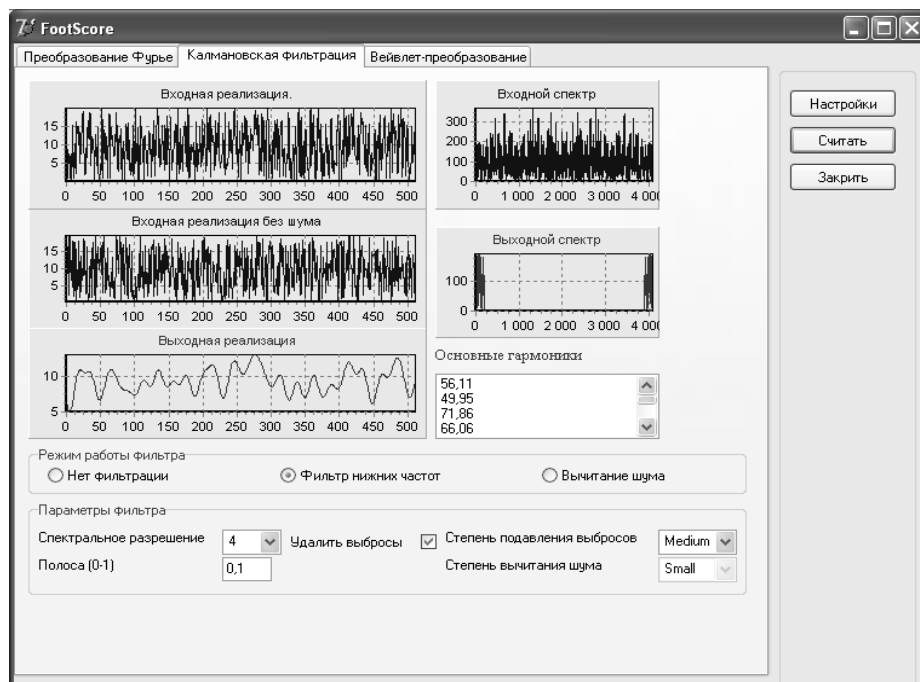 FootScore
Преобразование Фурье Калмановская фильтрация Вейвлет-преобразование
Входная реализация.
15
10
5
0 50 100 150 200 250 300 350 400 450 500
Входная реализация без шума
15
10
5
0 50 100 150 200 250 300 350 400 450 500
Выходная реализация
10
5
0 50 100 150 200 250 300 350 400 450 500
Входной спектр
300
200
100
0
0 1 000 2 000 3 000 4 00
Выходной спектр
100
0
0 1 000 2 000 3 000 4 00
Основные гармоники
56,11
49,95
71,86
66,06
Режим работы фильтра
Нет фильтрации Фильтр нижних частот Вычитание шума
Параметры фильтра
Спектральное разрешение 4 Удалить выбросы Степень подавления выбросов Medium
Полоса (0-1) 0,1 Степень вычитания шума Small
Настройки
Считать
Закрить